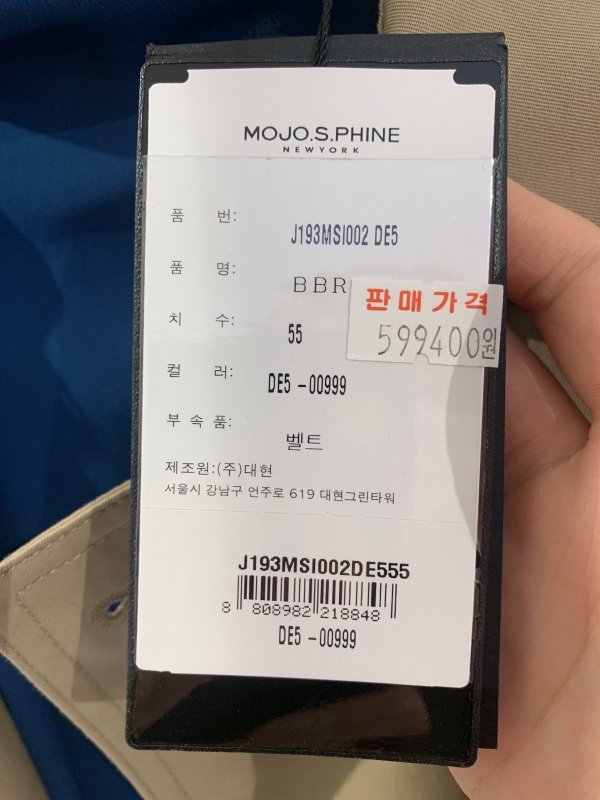 MOJO.S.PHINE
NEWYORK
품 번: J193MSI002 DE5
품 명: BBR
판매가격
599400원
치 수: 55
컬 러: DE5 -00999
부 속 품: 벨트
제조원:(주)대현
서울시 강남구 언주로 619 대현그린타워
J193MSI002DE555
8 808982 218848
DE5 -00999